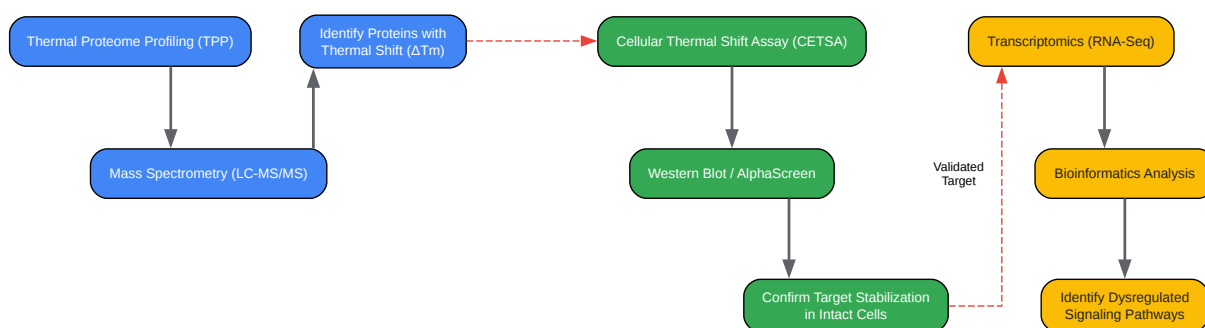 Thermal Proteome Profiling (TPP)
Mass Spectrometry (LC-MS/MS)
Identify Proteins with
Thermal Shift (ΔTm)
Cellular Thermal Shift Assay (CETSA)
Western Blot / AlphaScreen
Confirm Target Stabilization
in Intact Cells
Validated
Target
Transcriptomics (RNA-Seq)
Bioinformatics Analysis
Identify Dysregulated
Signaling Pathways